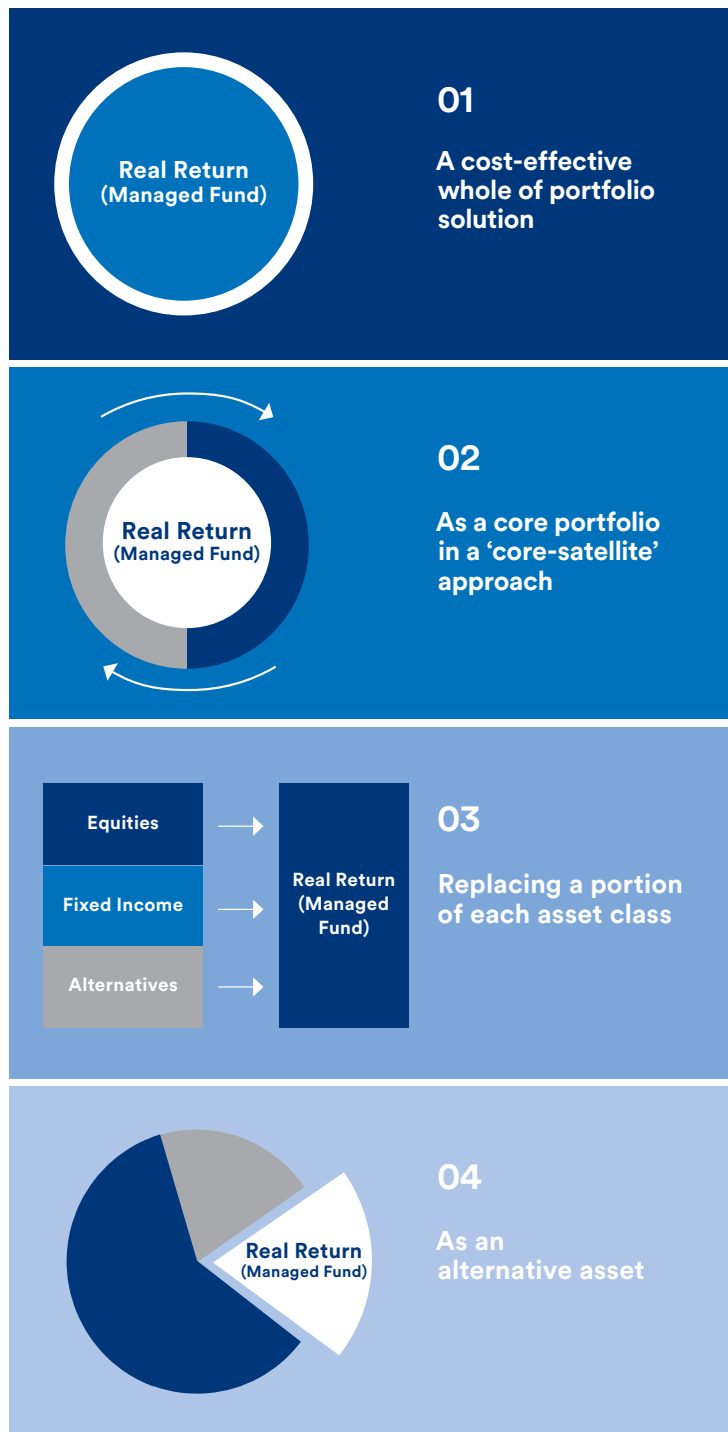 Real Return
(Managed Fund)
01
A cost-effective
whole of portfolio
solution
Real Return
(Managed Fund)
02
As a core portfolio
in a ‘core-satellite’
approach
Equities
Fixed Income
Alternatives
Real Return
(Managed
Fund)
03
Replacing a portion
of each asset class
Real Return
(Managed Fund)
04
As an
alternative asset